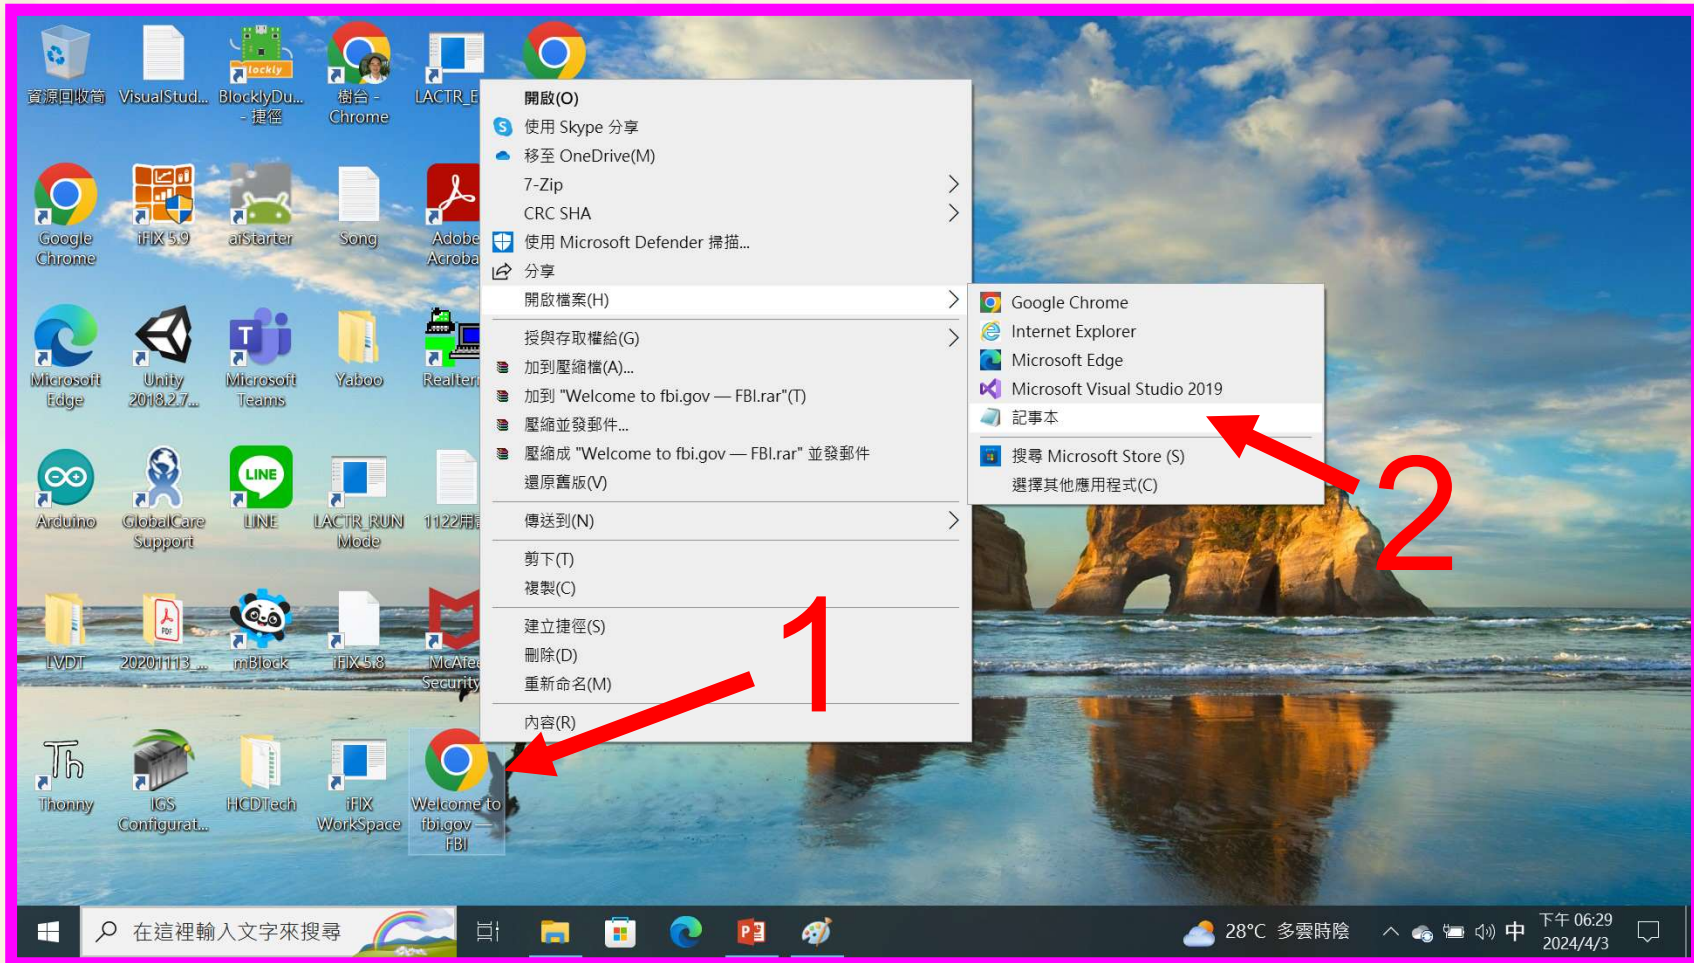 資源回收筒
VisualStud...
BlocklyDu...
- 捷徑
樹谷 -
Chrome
LACTR_E
Google
Chrome
iFIX 5.9
aiStarter
Song
Adobe
Acroba
Microsoft
Edge
Unity
2018.2.7...
Microsoft
Teams
Yaboo
Realter
Arduino
GlobalCare
Support
LINE
LINE
LACTR_RUN
Mode
1122用
LVDT
PDF
20201113_...
mBlock
iFIX 5.8
McAfee
Security
Th
Thonny
IGS
Configurat...
HCDTech
iFIX
WorkSpace
Welcome to
fbi.gov —
FBI
開啟(O)
使用 Skype 分享
移至 OneDrive(M)
7-Zip
CRC SHA
使用 Microsoft Defender 掃描...
分享
開啟檔案(H)
授與存取權給(G)
加到壓縮檔(A)...
加到 "Welcome to fbi.gov — FBI.rar"(T)
壓縮並發郵件...
壓縮成 "Welcome to fbi.gov — FBI.rar" 並發郵件
還原舊版(V)
傳送到(N)
剪下(T)
複製(C)
建立捷徑(S)
刪除(D)
重新命名(M)
內容(R)
Google Chrome
Internet Explorer
Microsoft Edge
Microsoft Visual Studio 2019
記事本
搜尋 Microsoft Store (S)
選擇其他應用程式(C)
1
2
在這裡輸入文字來搜尋
28°C 多雲時陰
中
下午 06:29
2024/4/3